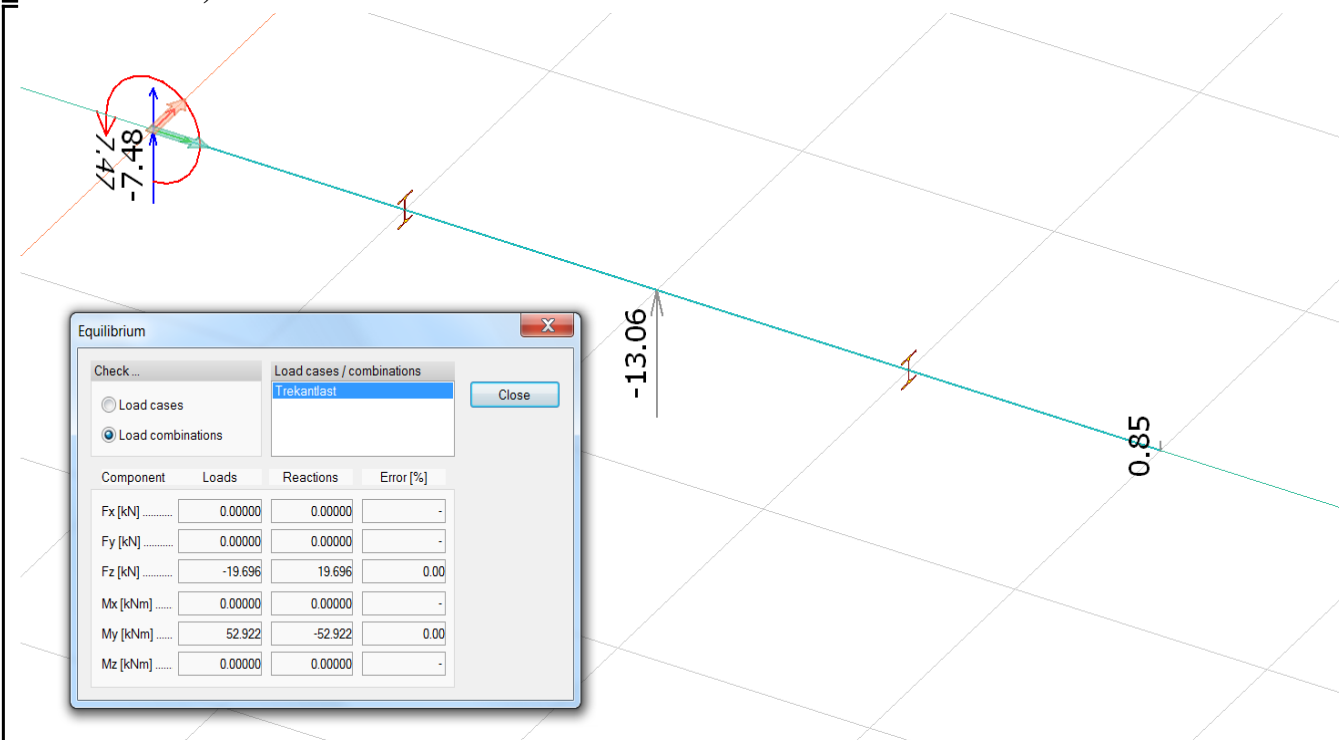 7.47
-7.48
-13.06
0.85
Equilibrium
Check ...
Load cases
Load combinations
Load cases / combinations
Trekantlast
Close
Component Loads Reactions Error [%]
Fx [kN] .......... 0.00000 0.00000 -
Fy [kN] .......... 0.00000 0.00000 -
Fz [kN] .......... -19.696 19.696 0.00
Mx [kNm] ...... 0.00000 0.00000 -
My [kNm] ...... 52.922 -52.922 0.00
Mz [kNm] ...... 0.00000 0.00000 -